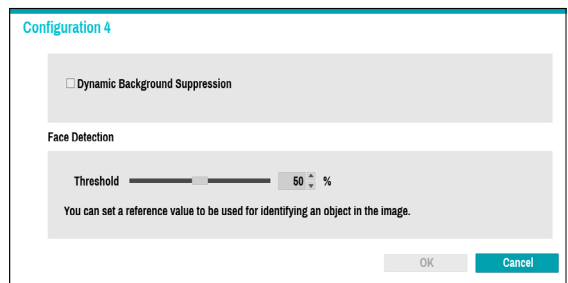 Configuration 4
Dynamic Background Suppression
Face Detection
Threshold 50 %
You can set a reference value to be used for identifying an object in the image.
OK Cancel